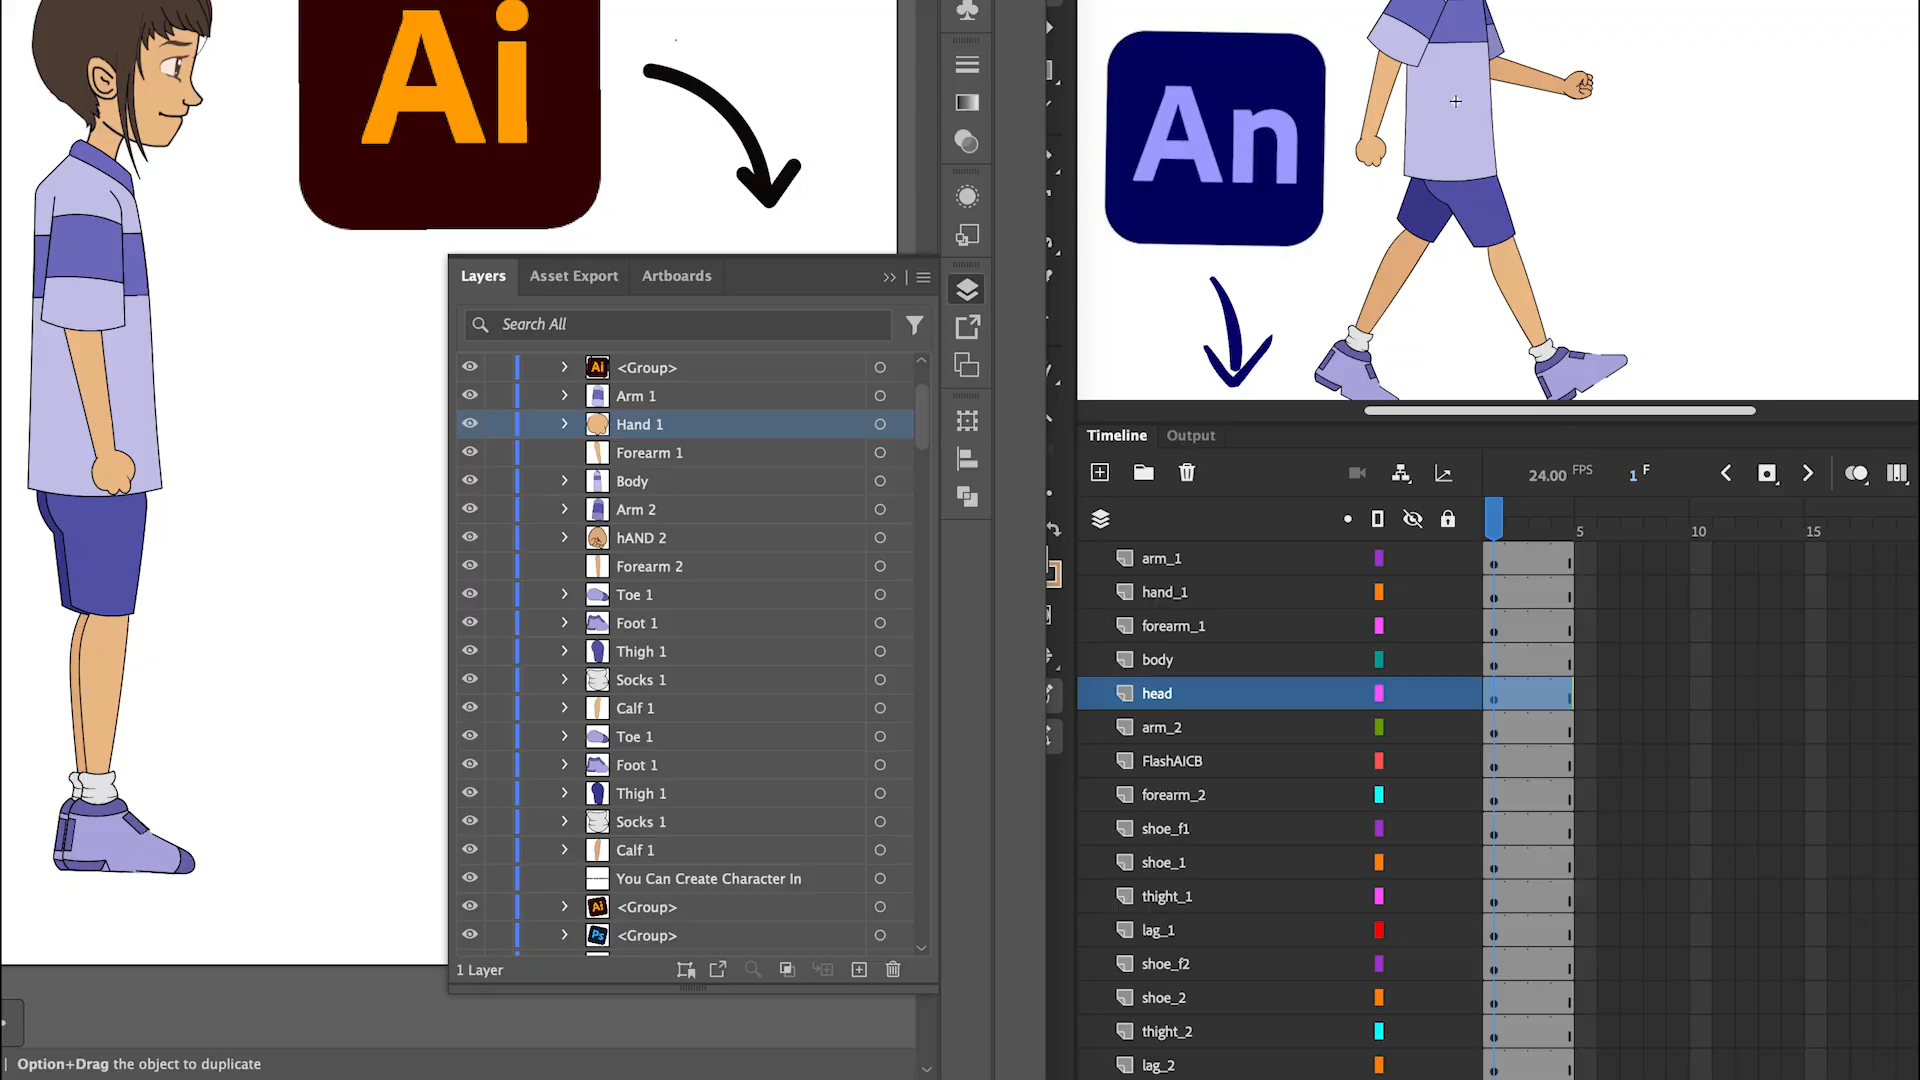 Ai
Layers
Asset Export
Artboards
Search All
Ai <Group>
Arm 1
Hand 1
Forearm 1
Body
Arm 2
hAND 2
Forearm 2
Toe 1
Foot 1
Thigh 1
Socks 1
Calf 1
Toe 1
Foot 1
Thigh 1
Socks 1
Calf 1
You Can Create Character In
Ai <Group>
Ps <Group>
1 Layer
Option+Drag the object to duplicate
An
Timeline
Output
24.00 FPS
1 F
5 10 15
arm_1
hand_1
forearm_1
body
head
arm_2
FlashAICB
forearm_2
shoe_f1
shoe_1
thight_1
lag_1
shoe_f2
shoe_2
thight_2
lag_2